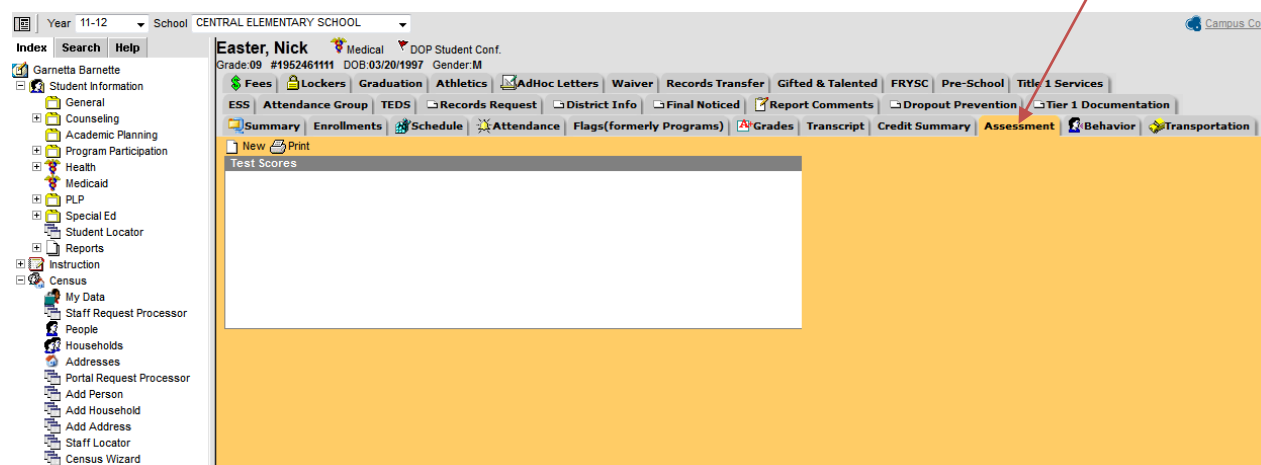 Year 11-12 School CENTRAL ELEMENTARY SCHOOL Campus Co
Index Search Help
Garnetta Barnette
Student Information
General
Counseling
Academic Planning
Program Participation
Health
Medicaid
PLP
Special Ed
Student Locator
Reports
Instruction
Census
My Data
Staff Request Processor
People
Households
Addresses
Portal Request Processor
Add Person
Add Household
Add Address
Staff Locator
Census Wizard
Easter, Nick Medical DOP Student Conf.
Grade:09 #1952461111 DOB:03/20/1997 Gender:M
Fees Lockers Graduation Athletics AdHoc Letters Waiver Records Transfer Gifted & Talented FRYSC Pre-School Title 1 Services
ESS Attendance Group TEDS Records Request District Info Final Noticed Report Comments Dropout Prevention Tier 1 Documentation
Summary Enrollments Schedule Attendance Flags(formerly Programs) Grades Transcript Credit Summary Assessment Behavior Transportation
New Print
Test Scores